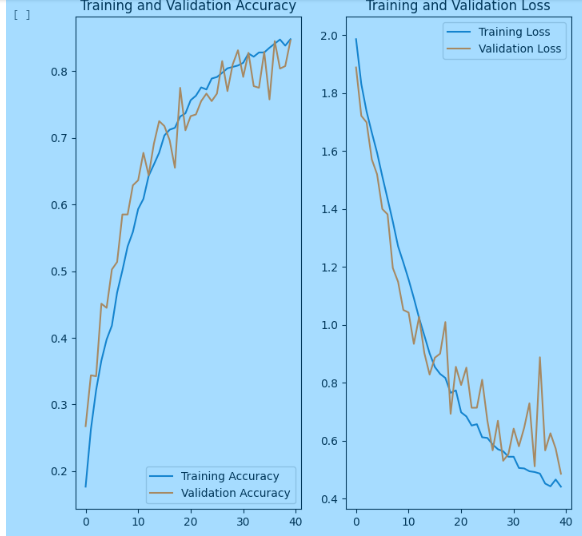 [ ]
Training and Validation Accuracy
0.8
0.7
0.6
0.5
0.4
0.3
0.2
Training Accuracy
Validation Accuracy
0 10 20 30 40
Training and Validation Loss
Training Loss
Validation Loss
2.0
1.8
1.6
1.4
1.2
1.0
0.8
0.6
0.4
0 10 20 30 40